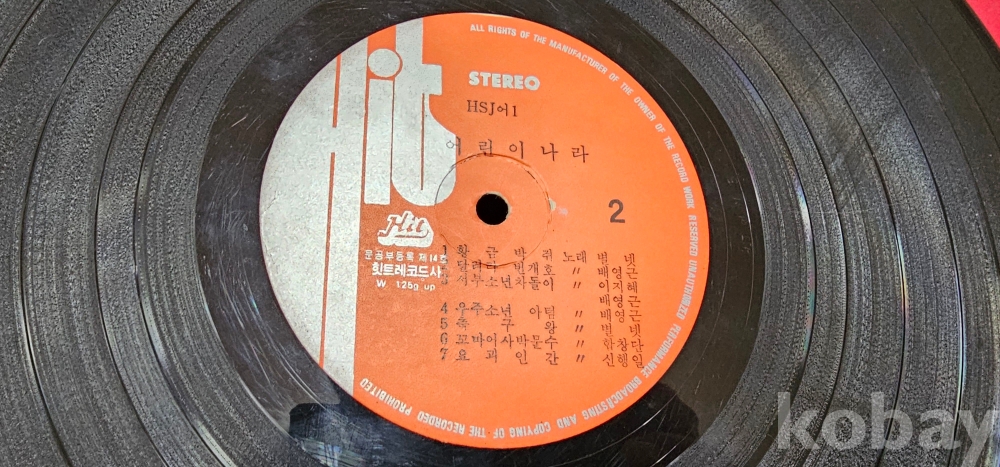 ALL RIGHTS OF THE MANUFACTURER OF THE OWNER OF THE RECORD WORK RESERVED UNAUTHORIZED PERFORMANCE BROADCASTING AND COPYING OF THE RECORDED PROHIBITED
Hit
STEREO
HSJ어1
어린이나라
2
Hit
문공부등록 제14호
힛트레코드사
W 125g up
1 황금박쥐 노래 별넷
달려라 번개호 〃 배영근
3 서부소년차돌이 〃 이지혜
배영근
4 우주소년 아텀 〃 배영근
5 축구왕 〃 별넷
6 꼬마어사박문수 〃 한창단
7 요괴인간 〃 신행일
kobay